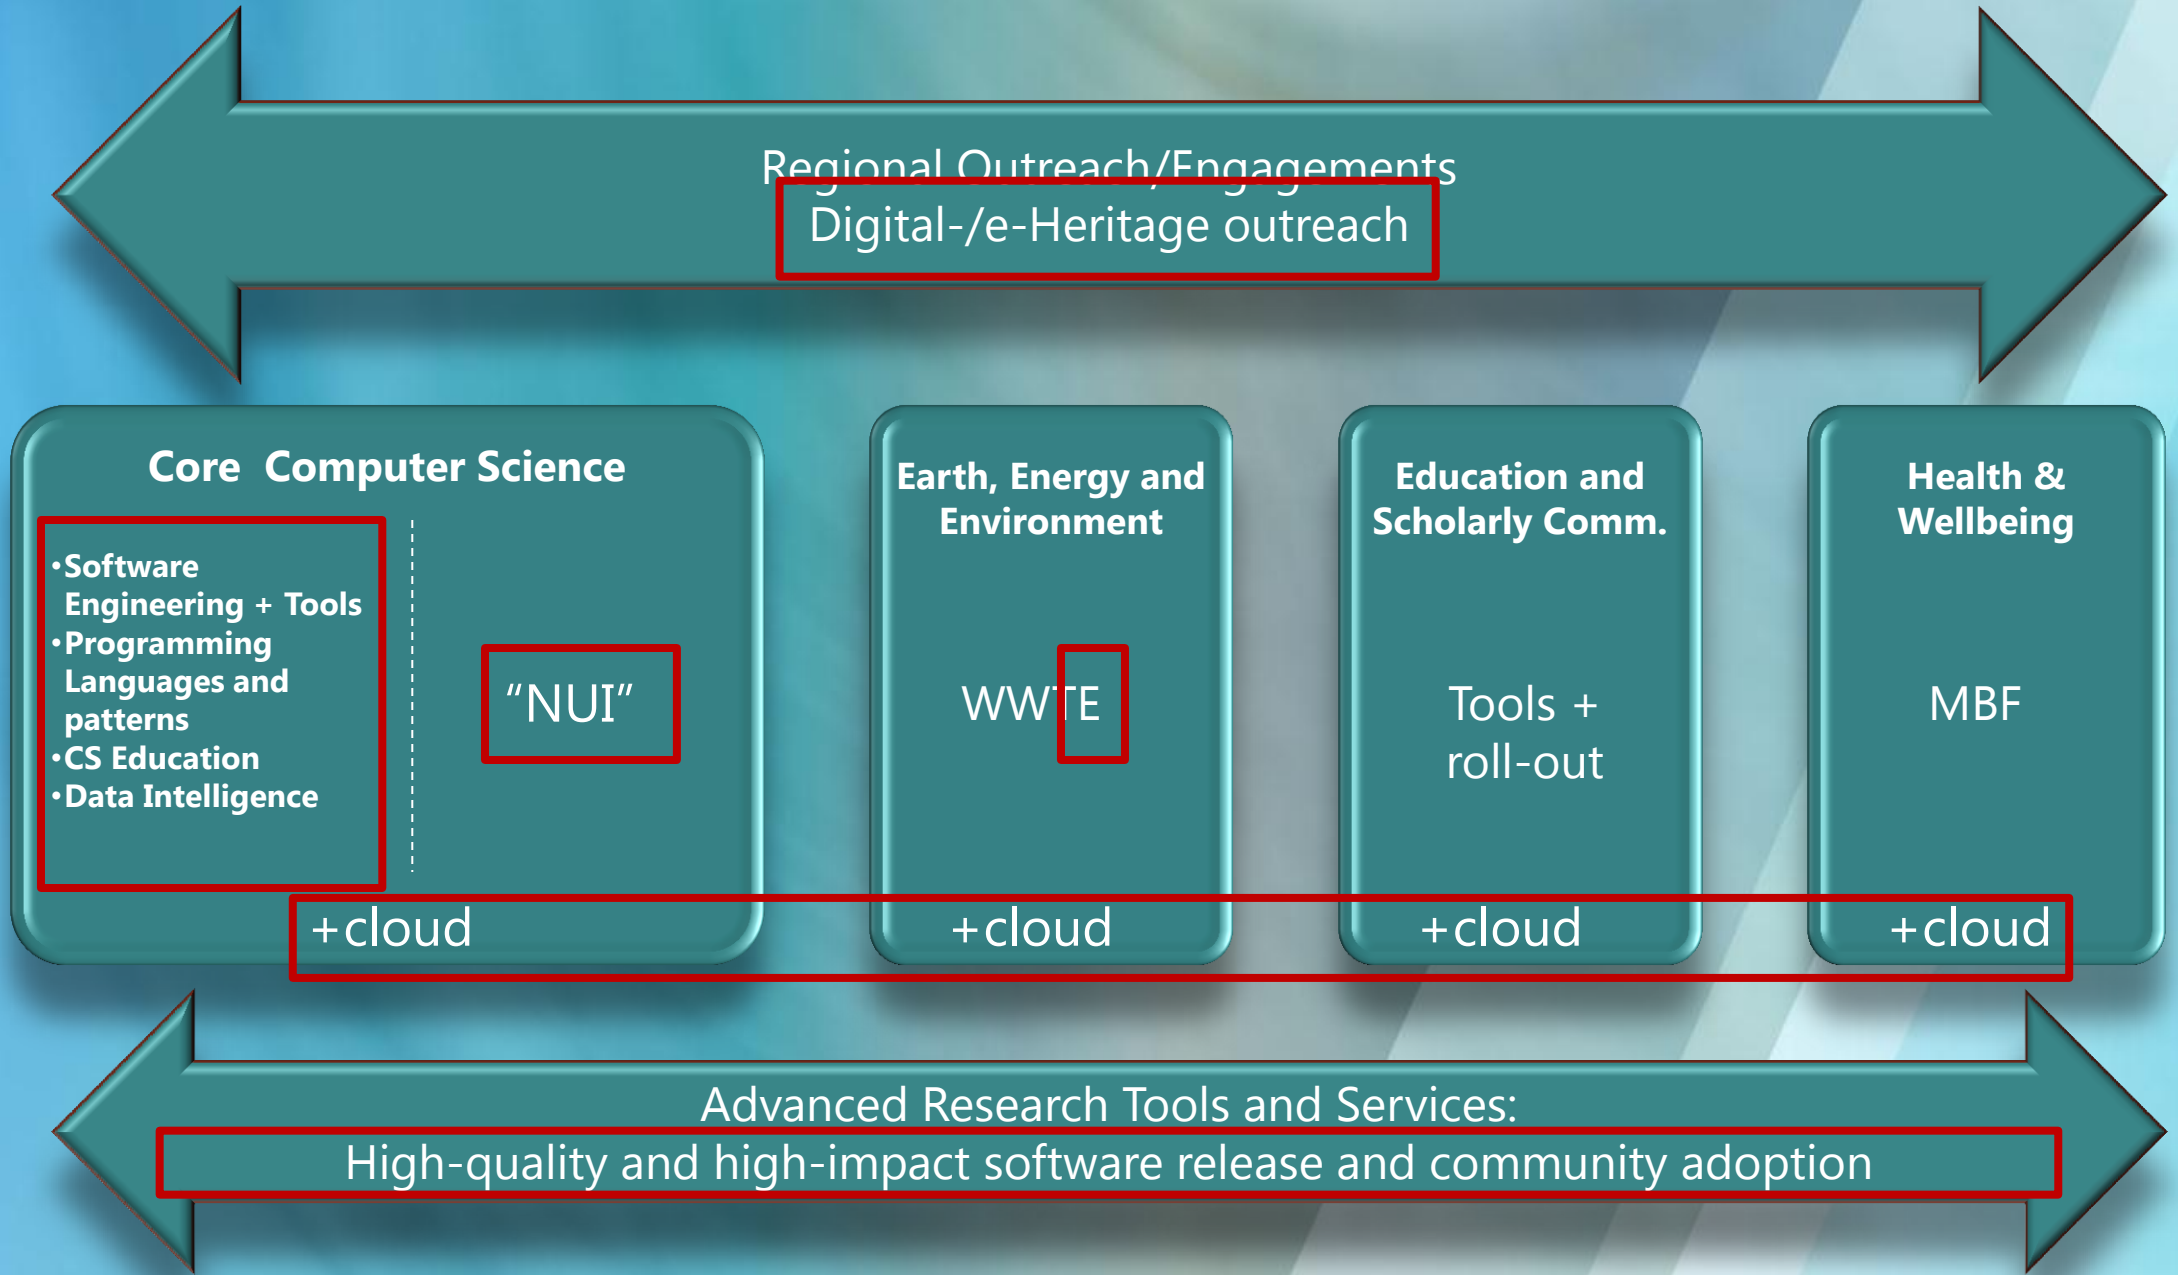 Regional Outreach/Engagements
Digital-/e-Heritage outreach
Core Computer Science
•Software
Engineering + Tools
•Programming
Languages and
patterns
•CS Education
•Data Intelligence
“NUI”
+cloud
Earth, Energy and
Environment
WWTE
+cloud
Education and
Scholarly Comm.
Tools +
roll-out
+cloud
Health &
Wellbeing
MBF
+cloud
Advanced Research Tools and Services:
High-quality and high-impact software release and community adoption